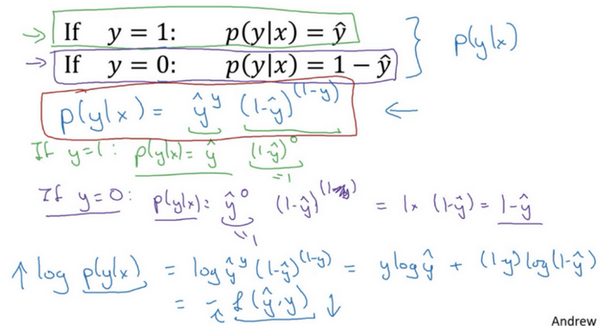 → If y = 1: p(y|x) = ŷ
→ If y = 0: p(y|x) = 1 − ŷ } p(y|x)
p(y|x) = ŷ^y (1-ŷ)^(1-y) ←
If y=1: p(y|x) = ŷ (1-ŷ)^0 =1
If y=0: p(y|x) = ŷ^0 (1-ŷ)^(1-y) = 1 x (1-ŷ) = 1-ŷ
=1
↑ log p(y|x) = log ŷ^y (1-ŷ)^(1-y) = y log ŷ + (1-y) log (1-ŷ)
= - ℒ(ŷ, y) ↓
Andrew